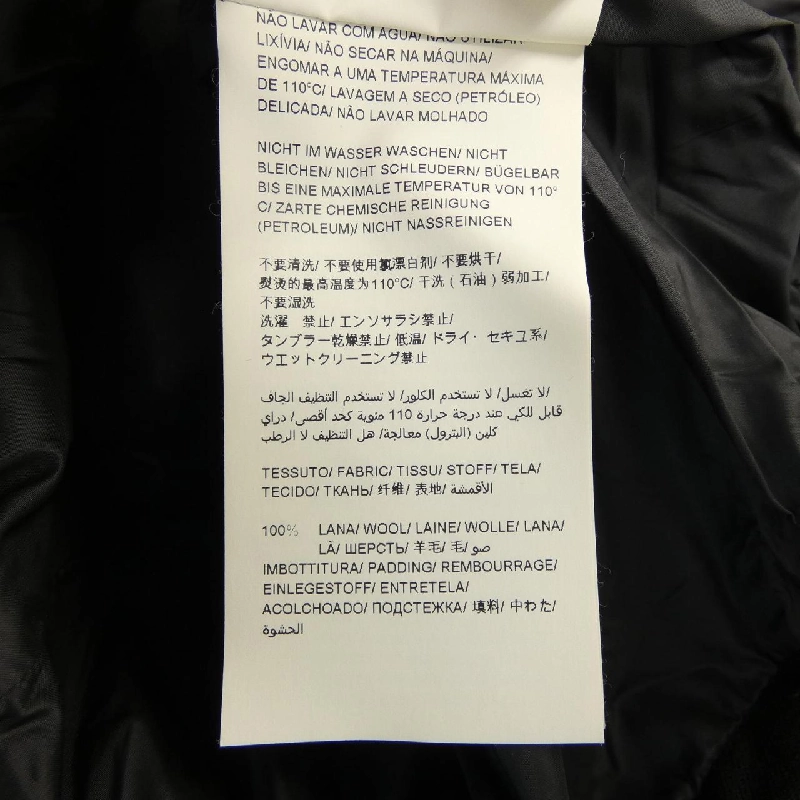 NÃO LAVAR COM AGUA/ NÃO UTILIZAR
LIXÍVIA/ NÃO SECAR NA MÁQUINA/
ENGOMAR A UMA TEMPERATURA MÁXIMA
DE 110°C/ LAVAGEM A SECO (PETRÓLEO)
DELICADA/ NÃO LAVAR MOLHADO
NICHT IM WASSER WASCHEN/ NICHT
BLEICHEN/ NICHT SCHLEUDERN/ BÜGELBAR
BIS EINE MAXIMALE TEMPERATUR VON 110°
C/ ZARTE CHEMISCHE REINIGUNG
(PETROLEUM)/ NICHT NASSREINIGEN
不要清洗/ 不要使用氯漂白剂/ 不要烘干/
熨烫的最高温度为110°C/ 干洗 ( 石油 ) 弱加工/
不要湿洗
洗濯 禁止/ エンソサラシ禁止/
タンブラー乾燥禁止/ 低温/ ドライ・ セキユ系/
ウエットクリーニング禁止
/لا تغسل/ لا تستخدم الكلور/ لا تستخدم التنظيف الجاف
قابل للكي عند درجة حرارة 110 مئوية كحد أقصى/ دراي
كلين (البترول) معالجة/ هل التنظيف لا الرطب
TESSUTO/ FABRIC/ TISSU/ STOFF/ TELA/
TECIDO/ ТКАНЬ/ 纤维/ 表地/ الأقمشة
100% LANA/ WOOL/ LAINE/ WOLLE/ LANA/
LÃ/ ШЕРСТЬ/ 羊毛/ 毛/ صو
IMBOTTITURA/ PADDING/ REMBOURRAGE/
EINLEGESTOFF/ ENTRETELA/
ACOLCHOADO/ ПОДСТЕЖКА/ 填料/ 中わた/
الحشوة